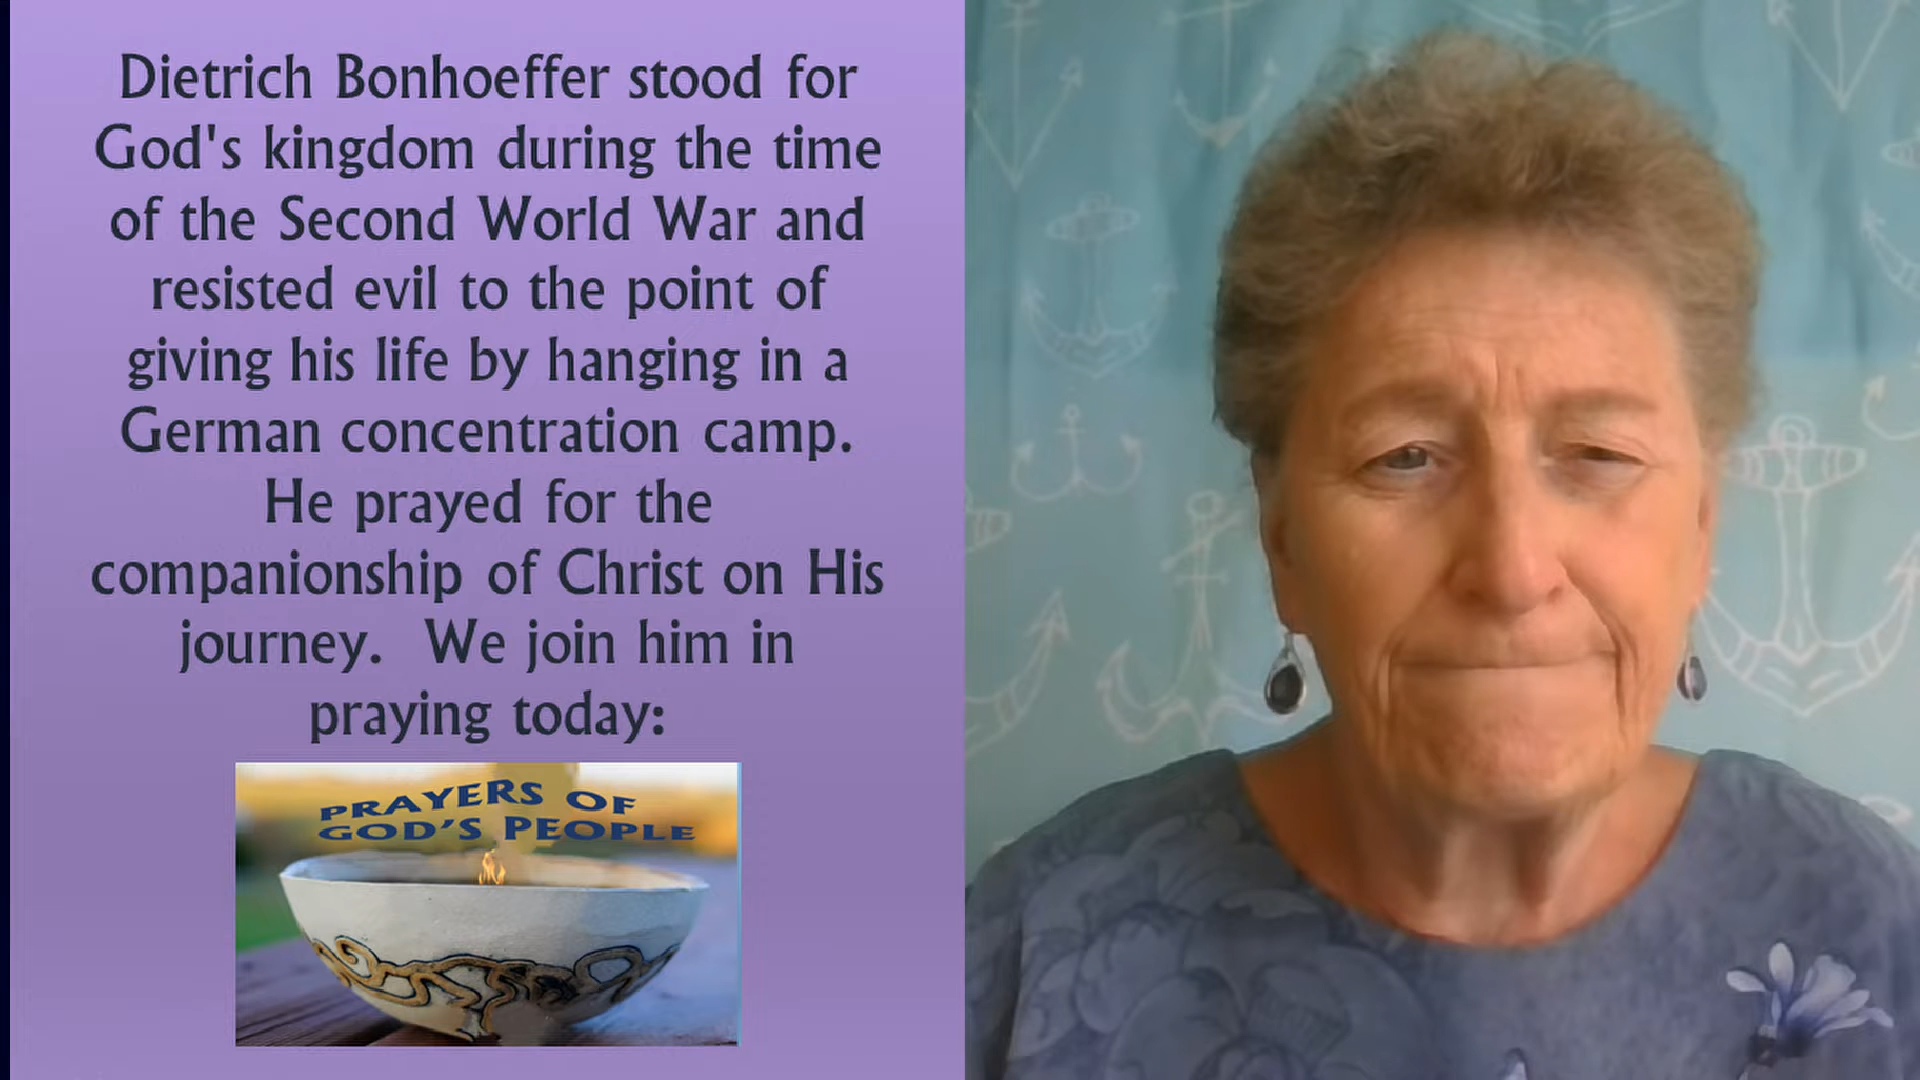 Dietrich Bonhoeffer stood for
God's kingdom during the time
of the Second World War and
resisted evil to the point of
giving his life by hanging in a
German concentration camp.
He prayed for the
companionship of Christ on His
journey.  We join him in
praying today:
PRAYERS OF
GOD'S PEOPLE